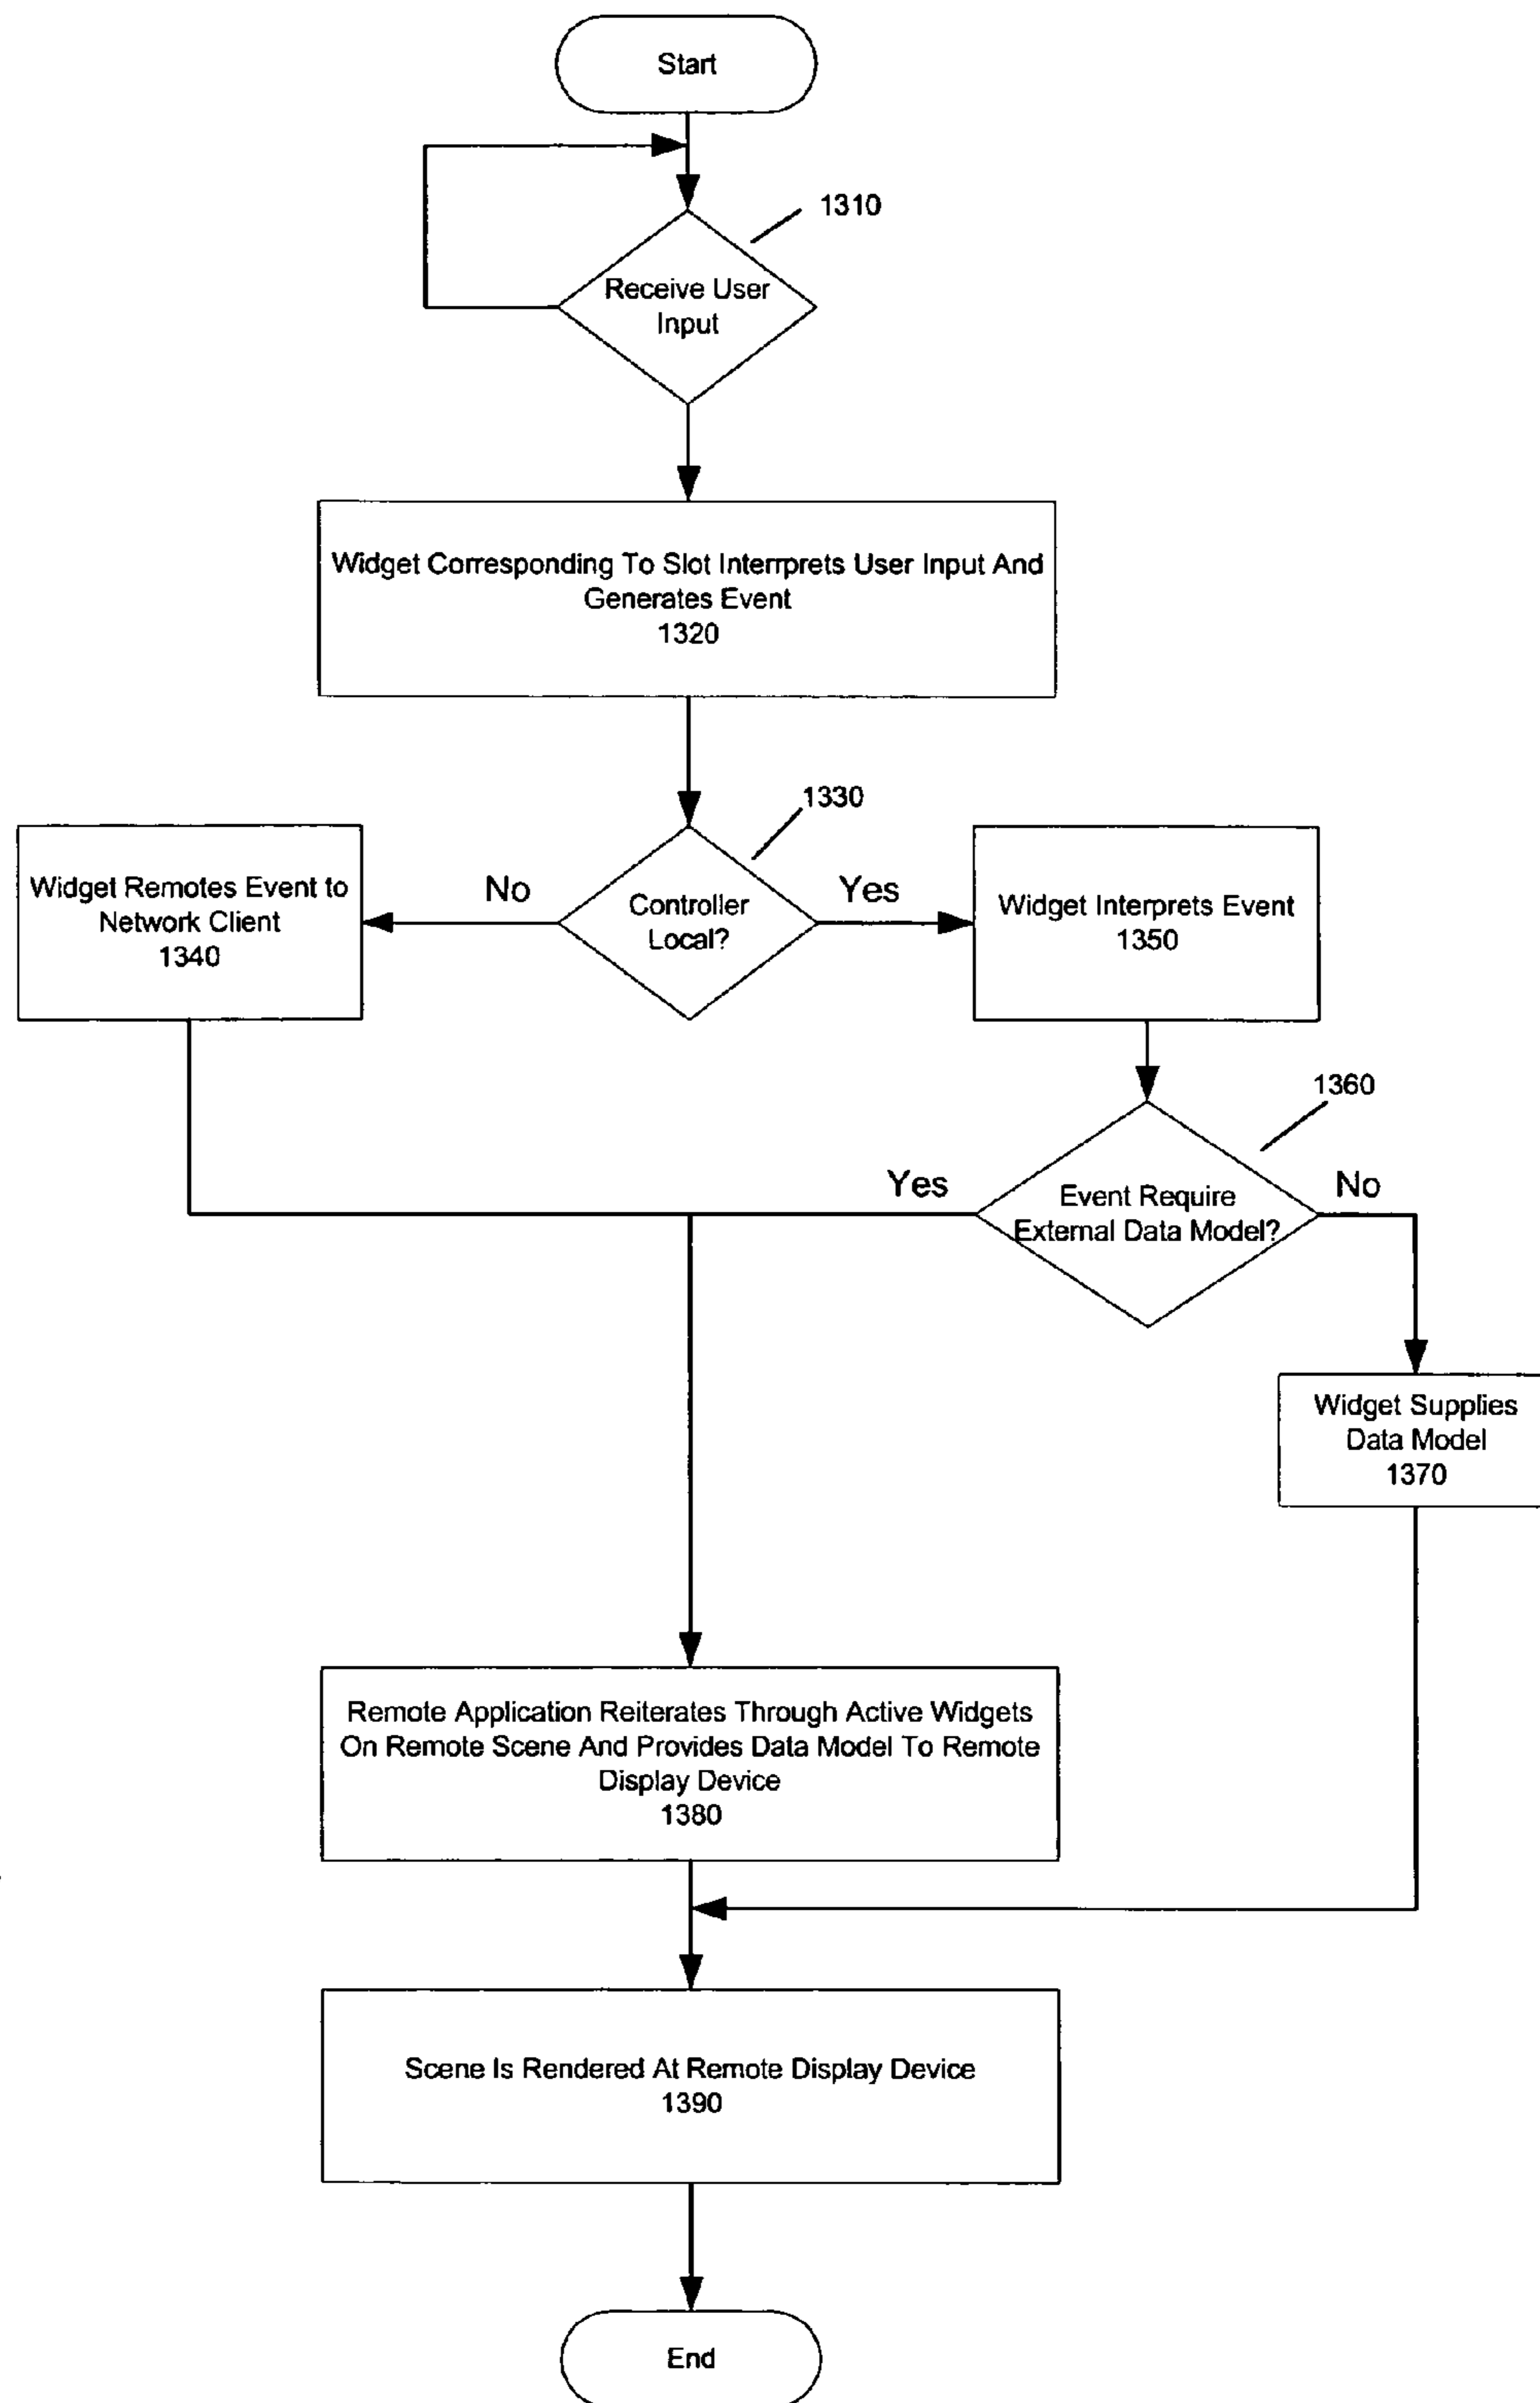 Start
1310
Receive User
Input
Widget Corresponding To Slot Interrprets User Input And
Generates Event
1320
1330
Widget Remotes Event to
Network Client
1340
No
Controller
Local?
Yes
Widget Interprets Event
1350
1360
Yes
Event Require
External Data Model?
No
Widget Supplies
Data Model
1370
Remote Application Reiterates Through Active Widgets
On Remote Scene And Provides Data Model To Remote
Display Device
1380
Scene Is Rendered At Remote Display Device
1390
End